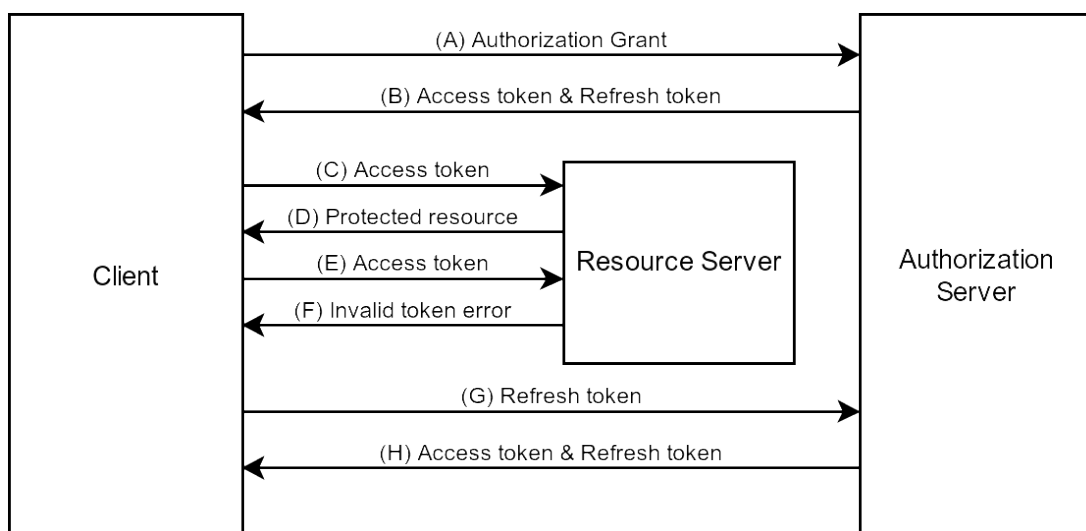 (A) Authorization Grant
(B) Access token & Refresh token
(C) Access token
(D) Protected resource
(E) Access token
(F) Invalid token error
Client
Resource Server
Authorization
Server
(G) Refresh token
(H) Access token & Refresh token